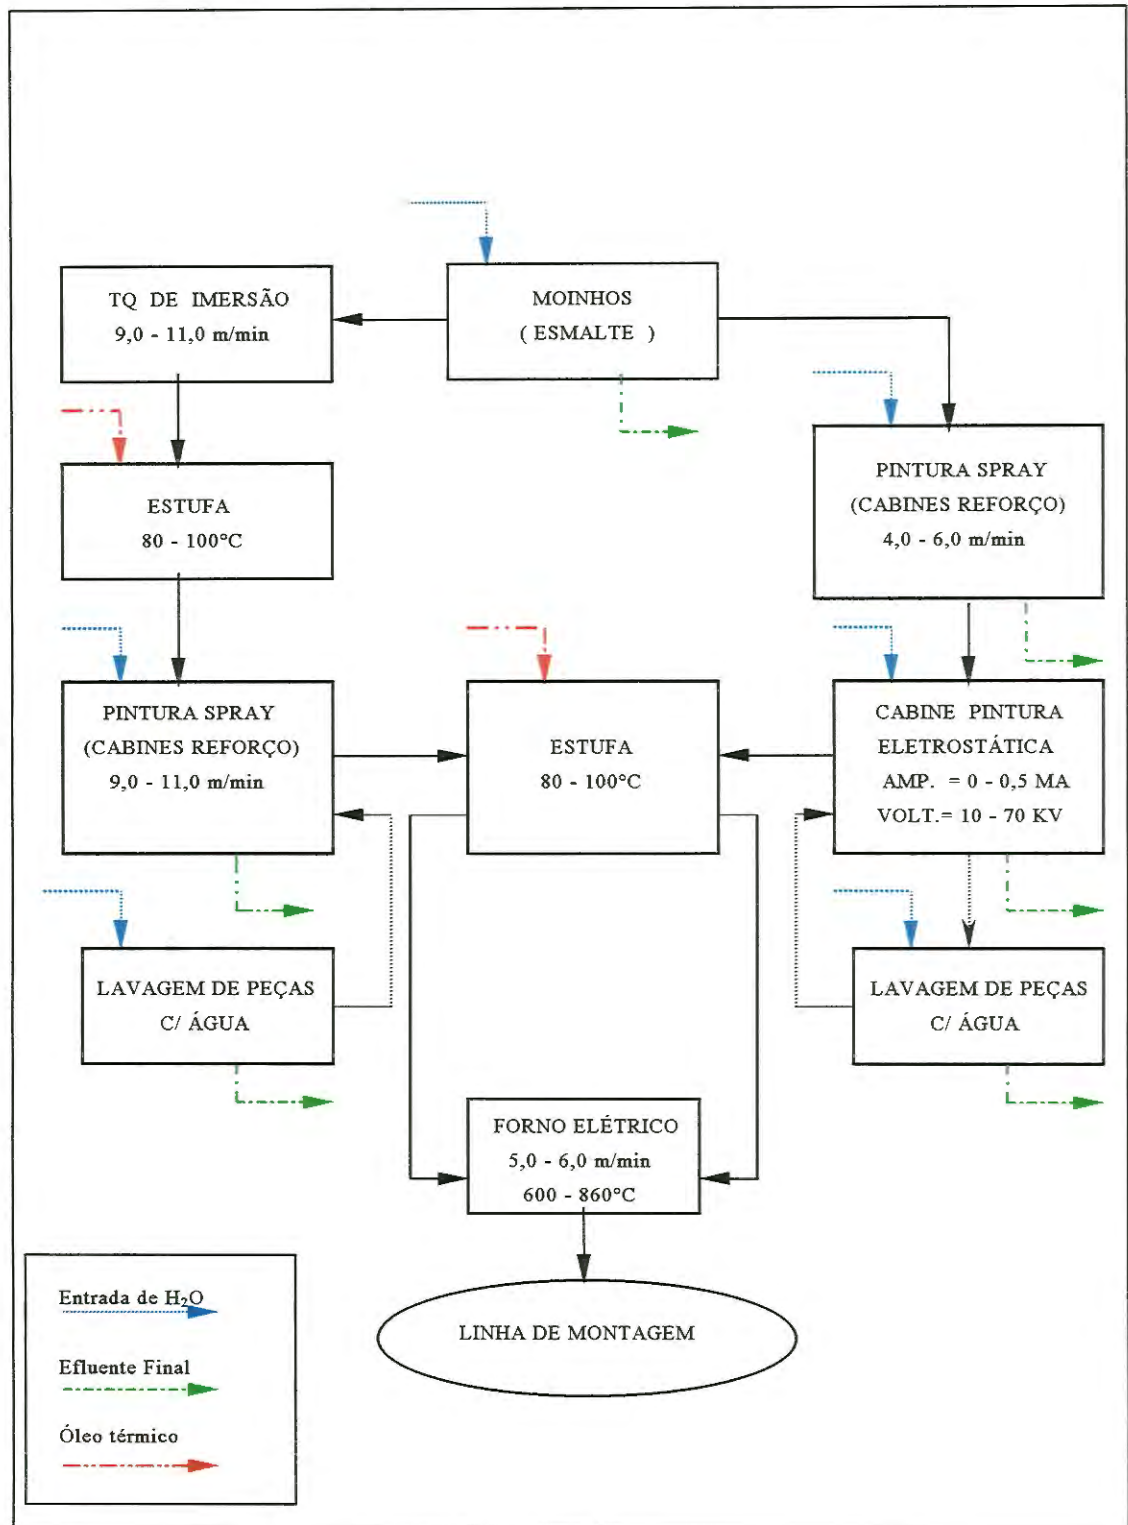 TQ DE IMERSÃO
9,0 - 11,0 m/min
MOINHOS
( ESMALTE )
PINTURA SPRAY
(CABINES REFORÇO)
4,0 - 6,0 m/min
ESTUFA
80 - 100°C
PINTURA SPRAY
(CABINES REFORÇO)
9,0 - 11,0 m/min
ESTUFA
80 - 100°C
CABINE PINTURA
ELETROSTÁTICA
AMP. = 0 - 0,5 MA
VOLT.= 10 - 70 KV
LAVAGEM DE PEÇAS
C/ ÁGUA
LAVAGEM DE PEÇAS
C/ ÁGUA
FORNO ELÉTRICO
5,0 - 6,0 m/min
600 - 860°C
LINHA DE MONTAGEM
Entrada de H₂O
Efluente Final
Óleo térmico